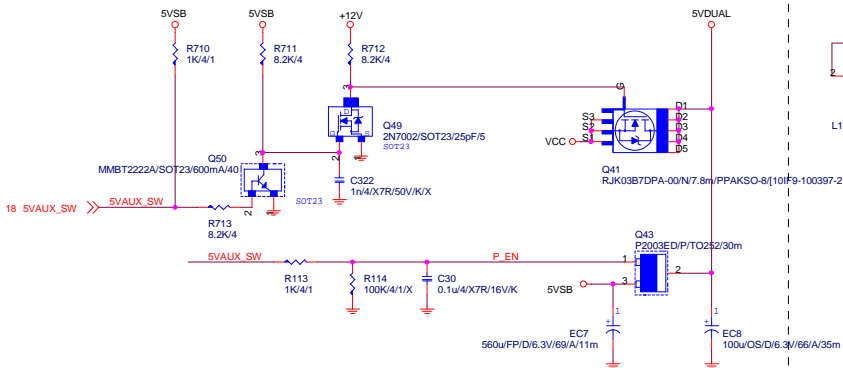 5VSB
5VSB
+12V
5VDUAL
R710
1K/4/1
R711
8.2K/4
R712
8.2K/4
3
D
G
S
2
Q49
2N7002/SOT23/25pF/5
SOT23
G
S3
S2
S1
D1
D2
D3
D4
D5
VCC
Q41
RJK03B7DPA-00/N/7.8m/PPAKSO-8/[10IF9-100397-2
2
L1
3
Q50
MMBT2222A/SOT23/600mA/40
SOT23
2
C322
1n/4/X7R/50V/K/X
18 5VAUX_SW
5VAUX_SW
R713
8.2K/4
5VAUX_SW
R113
1K/4/1
R114
100K/4/1/X
C30
0.1u/4/X7R/16V/K
P_EN
Q43
P2003ED/P/TO252/30m
1
3
2
5VSB
1
+
EC7
560u/FP/D/6.3V/69/A/11m
1
+
EC8
100u/OS/D/6.3V/66/A/35m